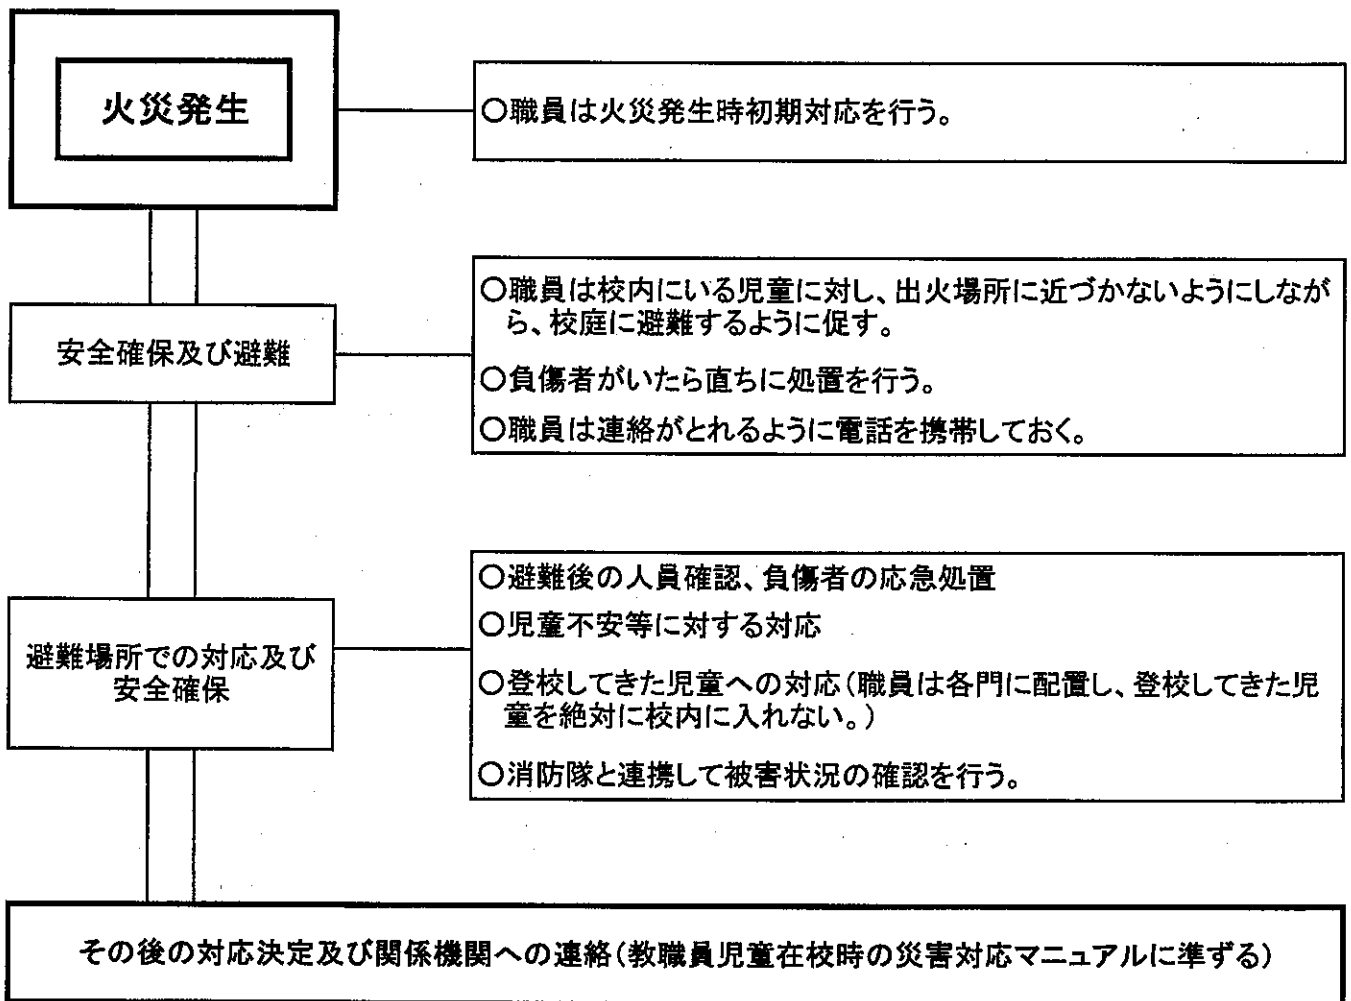 火災発生
〇職員は火災発生時初期対応を行う。
安全確保及び避難
〇職員は校内にいる児童に対し、出火場所に近づかないようにしなが
ら、校庭に避難するように促す。
〇負傷者がいたら直ちに処置を行う。
〇職員は連絡がとれるように電話を携帯しておく。
避難場所での対応及び
安全確保
〇避難後の人員確認、負傷者の応急処置
〇児童不安等に対する対応
〇登校してきた児童への対応(職員は各門に配置し、登校してきた児
童を絶対に校内に入れない。)
〇消防隊と連携して被害状況の確認を行う。
その後の対応決定及び関係機関への連絡(教職員児童在校時の災害対応マニュアルに準ずる)